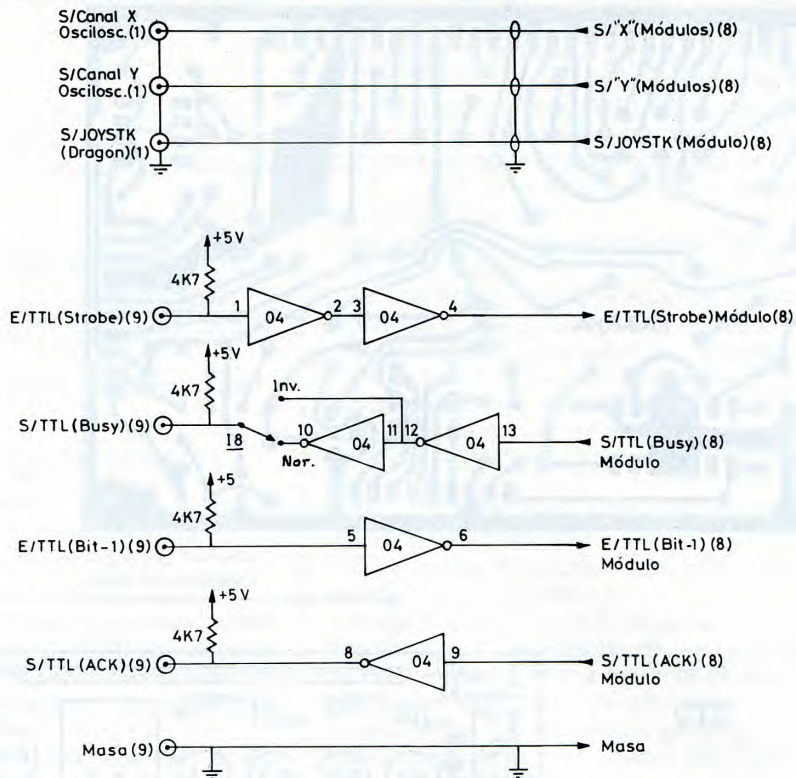 S/Canal X
Oscilosc.(1)
S/"X"(Módulos)(8)
S/Canal Y
Oscilosc.(1)
S/"Y"(Módulos)(8)
S/JOYSTK
(Dragon)(1)
S/JOYSTK(Módulo)(8)
+5V
4K7
E/TTL(Strobe)(9)
1
04
2
3
04
4
E/TTL(Strobe)Módulo(8)
+5V
4K7
Inv.
S/TTL(Busy)(9)
18
Nor.
10
04
11
12
04
13
S/TTL(Busy)(8)
Módulo
+5
4K7
E/TTL(Bit-1)(9)
5
04
6
E/TTL(Bit-1)(8)
Módulo
+5V
4K7
S/TTL(ACK)(9)
8
04
9
S/TTL(ACK)(8)
Módulo
Masa(9)
Masa